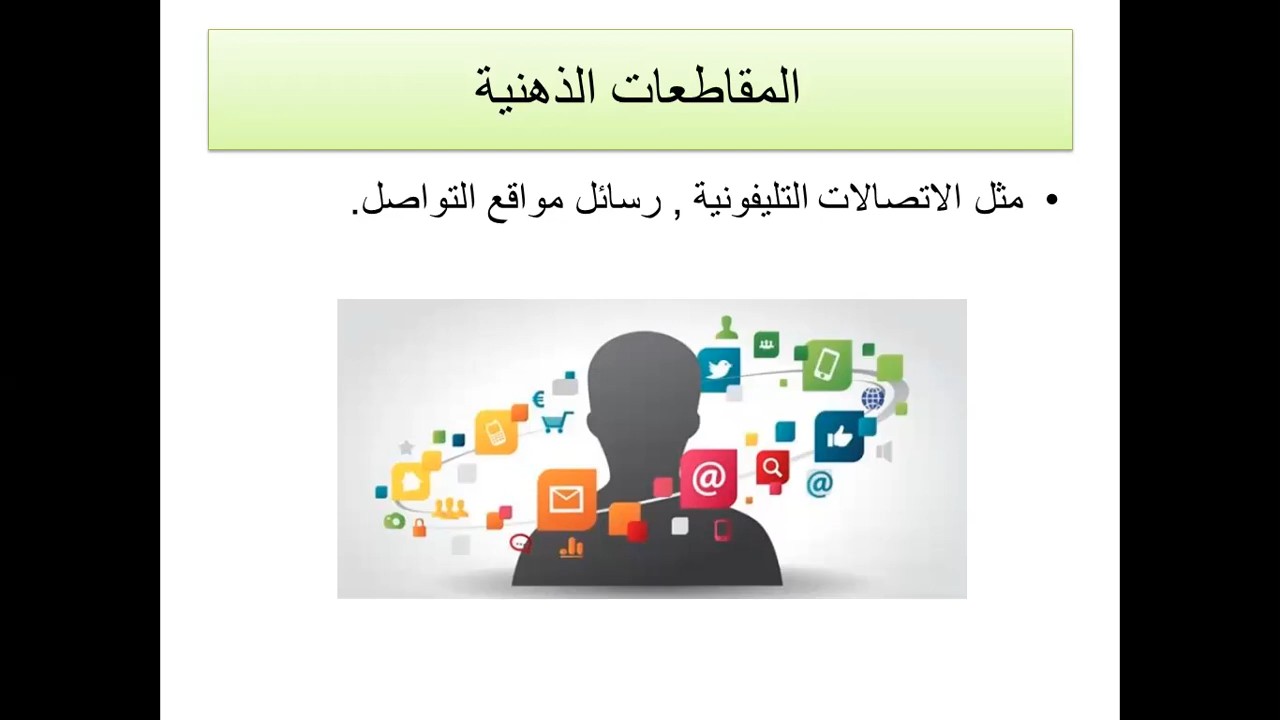 المقاطعات الذهنية
• مثل الاتصالات التليفونية , رسائل مواقع التواصل.